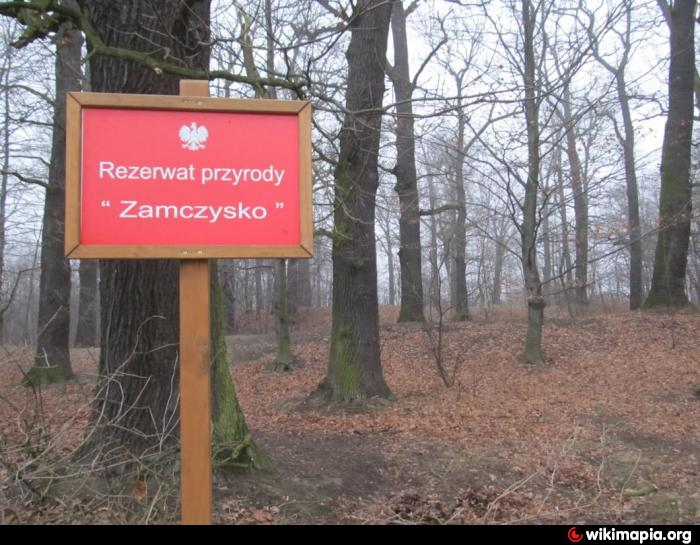 Rezerwat przyrody
“ Zamczysko ”
wikimapia.org